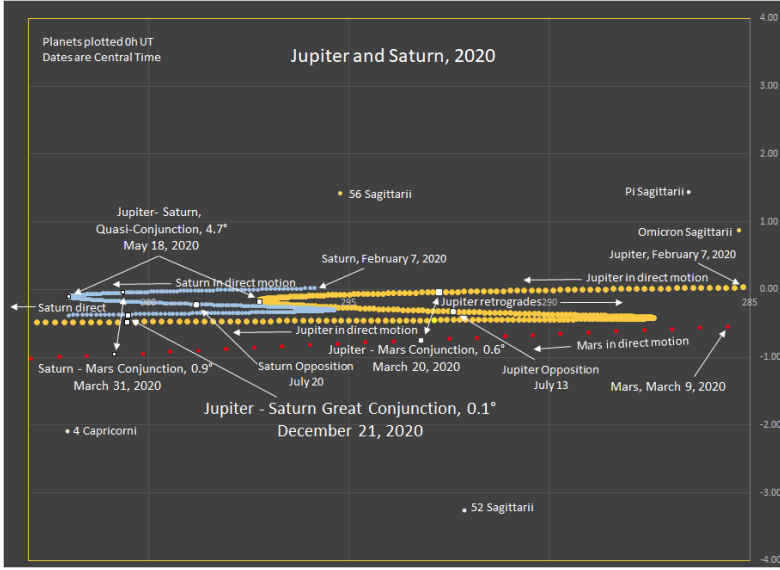 4.00
Planets plotted 0h UT
Dates are Central Time
Jupiter and Saturn, 2020
3.00
2.00
56 Sagittarii
Pi Sagittarii
Jupiter- Saturn,
Quasi-Conjunction, 4.7°
May 18, 2020
1.00
Omicron Sagittarii
Saturn, February 7, 2020
Jupiter, February 7, 2020
Saturn in direct motion
Jupiter in direct motion
0.00
Saturn direct
300
295
Jupiter retrogrades
290
285
Jupiter in direct motion
Mars in direct motion
Saturn - Mars Conjunction, 0.9°
March 31, 2020
Saturn Opposition
July 20
Jupiter - Mars Conjunction, 0.6°
March 20, 2020
Jupiter Opposition
July 13
Mars, March 9, 2020
-1.00
Jupiter - Saturn Great Conjunction, 0.1°
December 21, 2020
4 Capricorni
-2.00
-3.00
52 Sagittarii
-4.00